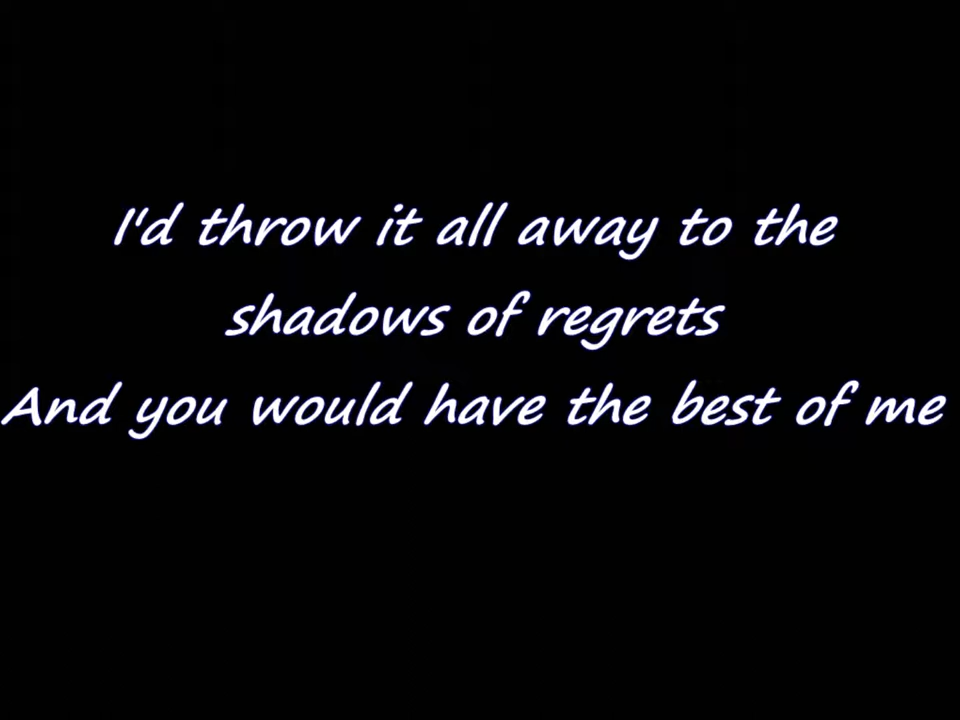 I'd throw it all away to the
shadows of regrets
And you would have the best of me